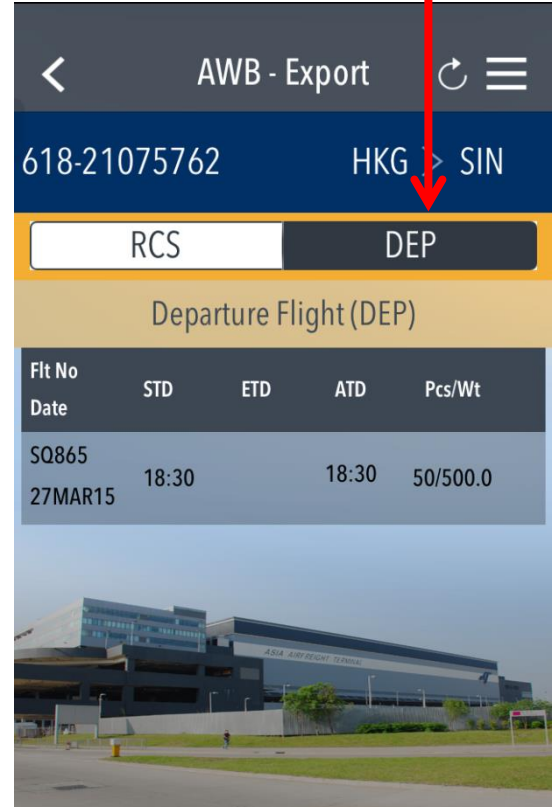 AWB - Export
618-21075762 HKG > SIN
RCS DEP
Departure Flight (DEP)
Flt No Date STD ETD ATD Pcs/Wt
SQ865 27MAR15 18:30 18:30 50/500.0
ASIA AIRFREIGHT TERMINAL